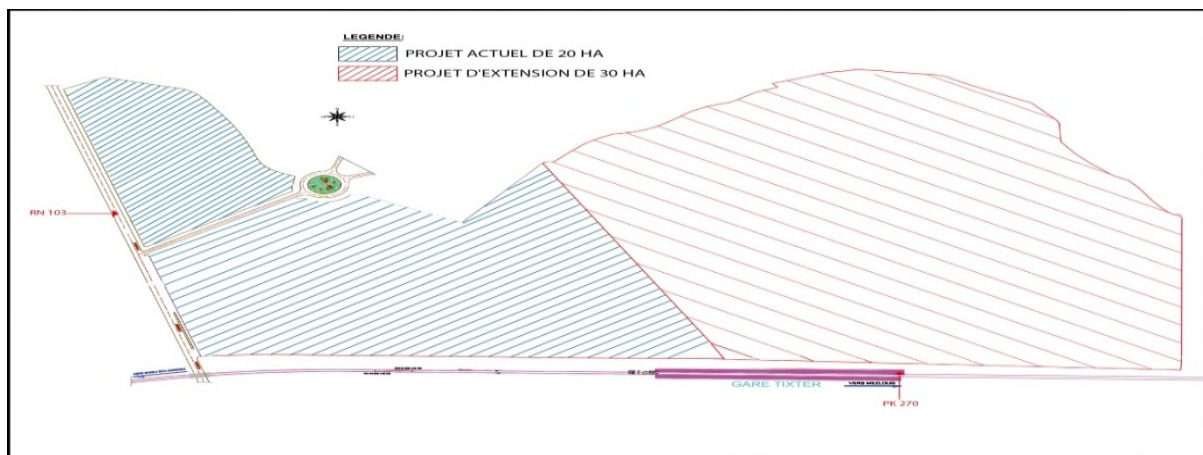 LEGENDE:
PROJET ACTUEL DE 20 HA
PROJET D'EXTENSION DE 30 HA
RN 103
GARE TIXTER
VERS MEZLOUG
PK 270